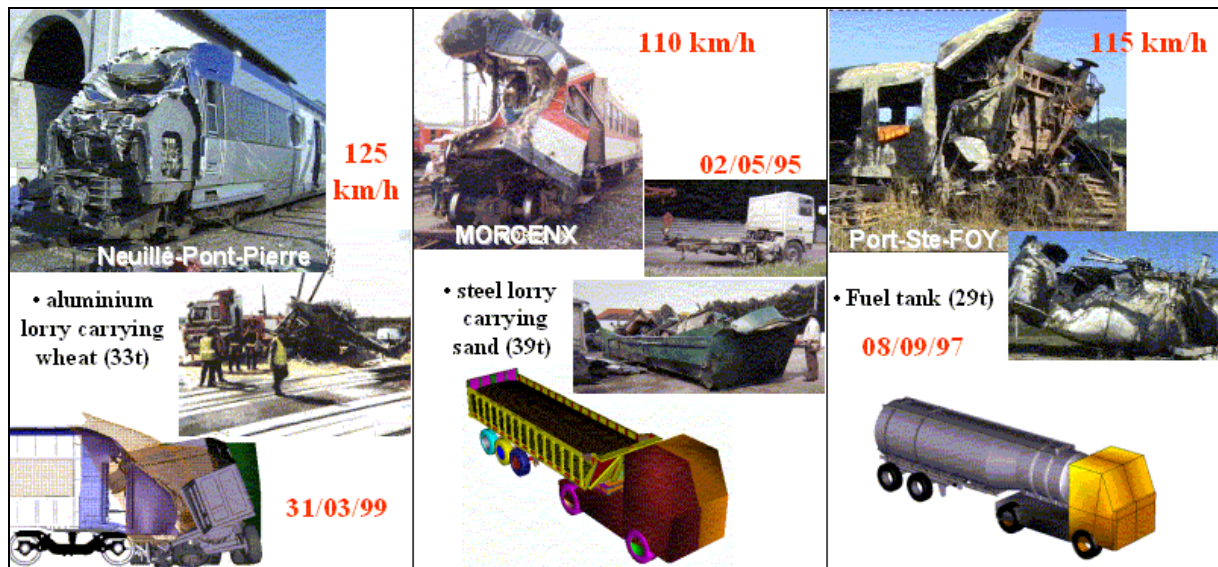 125
km/h
Neuillé-Pont-Pierre
• aluminium
lorry carrying
wheat (33t)
31/03/99
110 km/h
02/05/95
MORCENX
• steel lorry
carrying
sand (39t)
115 km/h
Port-Ste-FOY
• Fuel tank (29t)
08/09/97